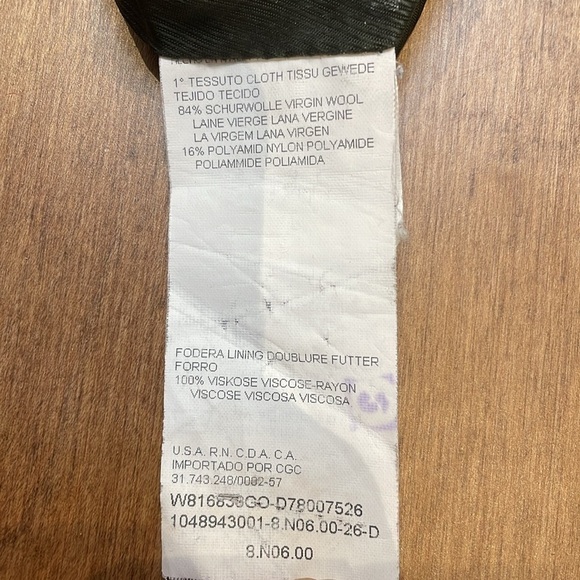 1° TESSUTO CLOTH TISSU GEWEDE
TEJIDO TECIDO
84% SCHURWOLLE VIRGIN WOOL
LAINE VIERGE LANA VERGINE
LA VIRGEM LANA VIRGEN
16% POLYAMID NYLON POLYAMIDE
POLIAMMIDE POLIAMIDA
FODERA LINING DOUBLURE FUTTER
FORRO
100% VISKOSE VISCOSE-RAYON
VISCOSE VISCOSA VISCOSA
U.S.A. R.N. C.D.A. C.A.
IMPORTADO POR CGC
31.743.248/0002-57
W816838GO-D78007526
1048943001-8.N06.00-26-D
8.N06.00